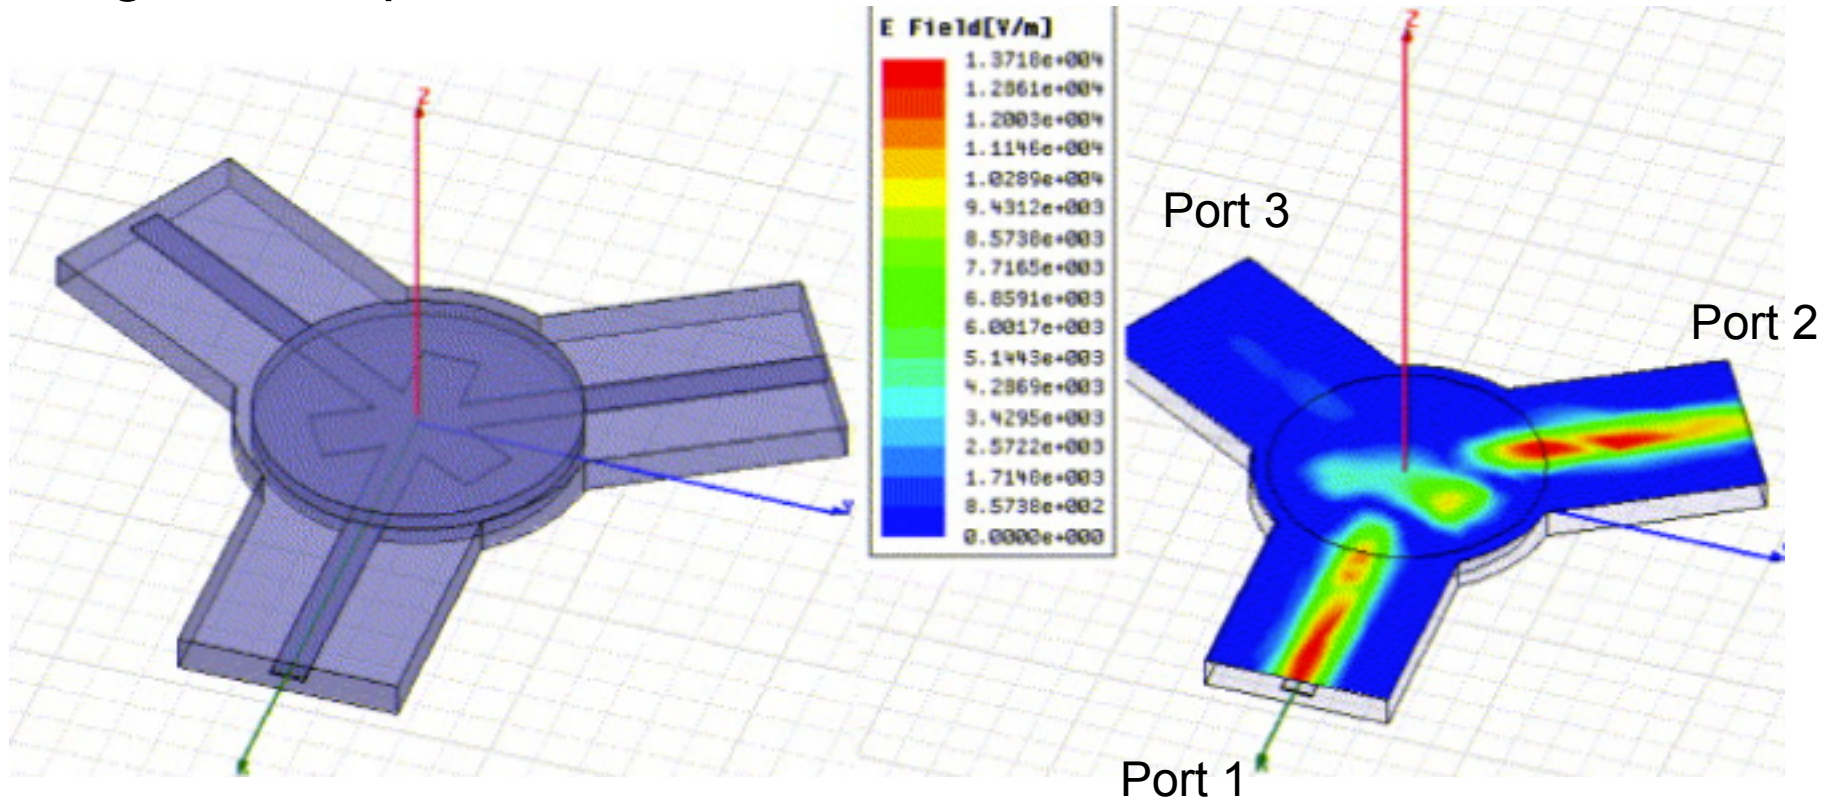 E Field[V/m]
1.3718e+004
1.2861e+004
1.2003e+004
1.1146e+004
1.0289e+004
9.4312e+003
8.5738e+003
7.7165e+003
6.8591e+003
6.0017e+003
5.1443e+003
4.2869e+003
3.4295e+003
2.5722e+003
1.7148e+003
8.5738e+002
0.0000e+000
Z
Z
Port 3
Port 2
Port 1